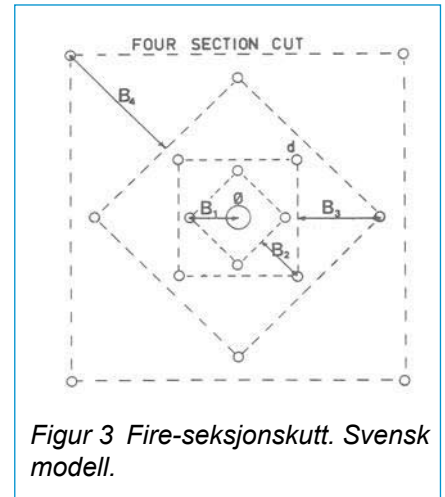 FOUR SECTION CUT
B₄
d
Ø
B₁
B₃
B₂
Figur 3 Fire-seksjonskutt. Svensk
modell.